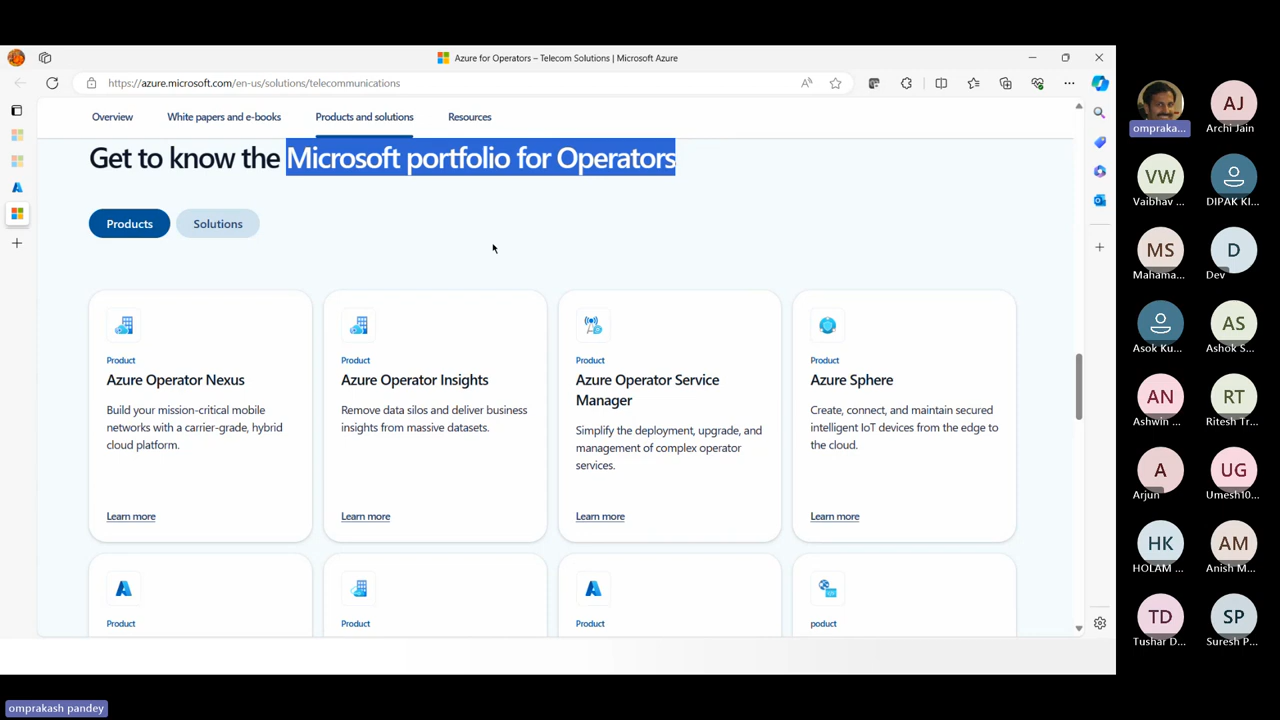 Azure for Operators – Telecom Solutions | Microsoft Azure
https://azure.microsoft.com/en-us/solutions/telecommunications
Overview
White papers and e-books
Products and solutions
Resources
Get to know the Microsoft portfolio for Operators
Products
Solutions
Product
Azure Operator Nexus
Build your mission-critical mobile
networks with a carrier-grade, hybrid
cloud platform.
Learn more
Product
Azure Operator Insights
Remove data silos and deliver business
insights from massive datasets.
Learn more
Product
Azure Operator Service
Manager
Simplify the deployment, upgrade, and
management of complex operator
services.
Learn more
Product
Azure Sphere
Create, connect, and maintain secured
intelligent IoT devices from the edge to
the cloud.
Learn more
Product
Product
Product
poduct
ompraka...
AJ
Archi Jain
VW
Vaibhav ...
DIPAK KI...
MS
Mahama...
D
Dev
Asok Ku...
AS
Ashok S...
AN
Ashwin ...
RT
Ritesh Tr...
A
Arjun
UG
Umesh10...
HK
HOLAM ...
AM
Anish M...
TD
Tushar D...
SP
Suresh P...
omprakash pandey